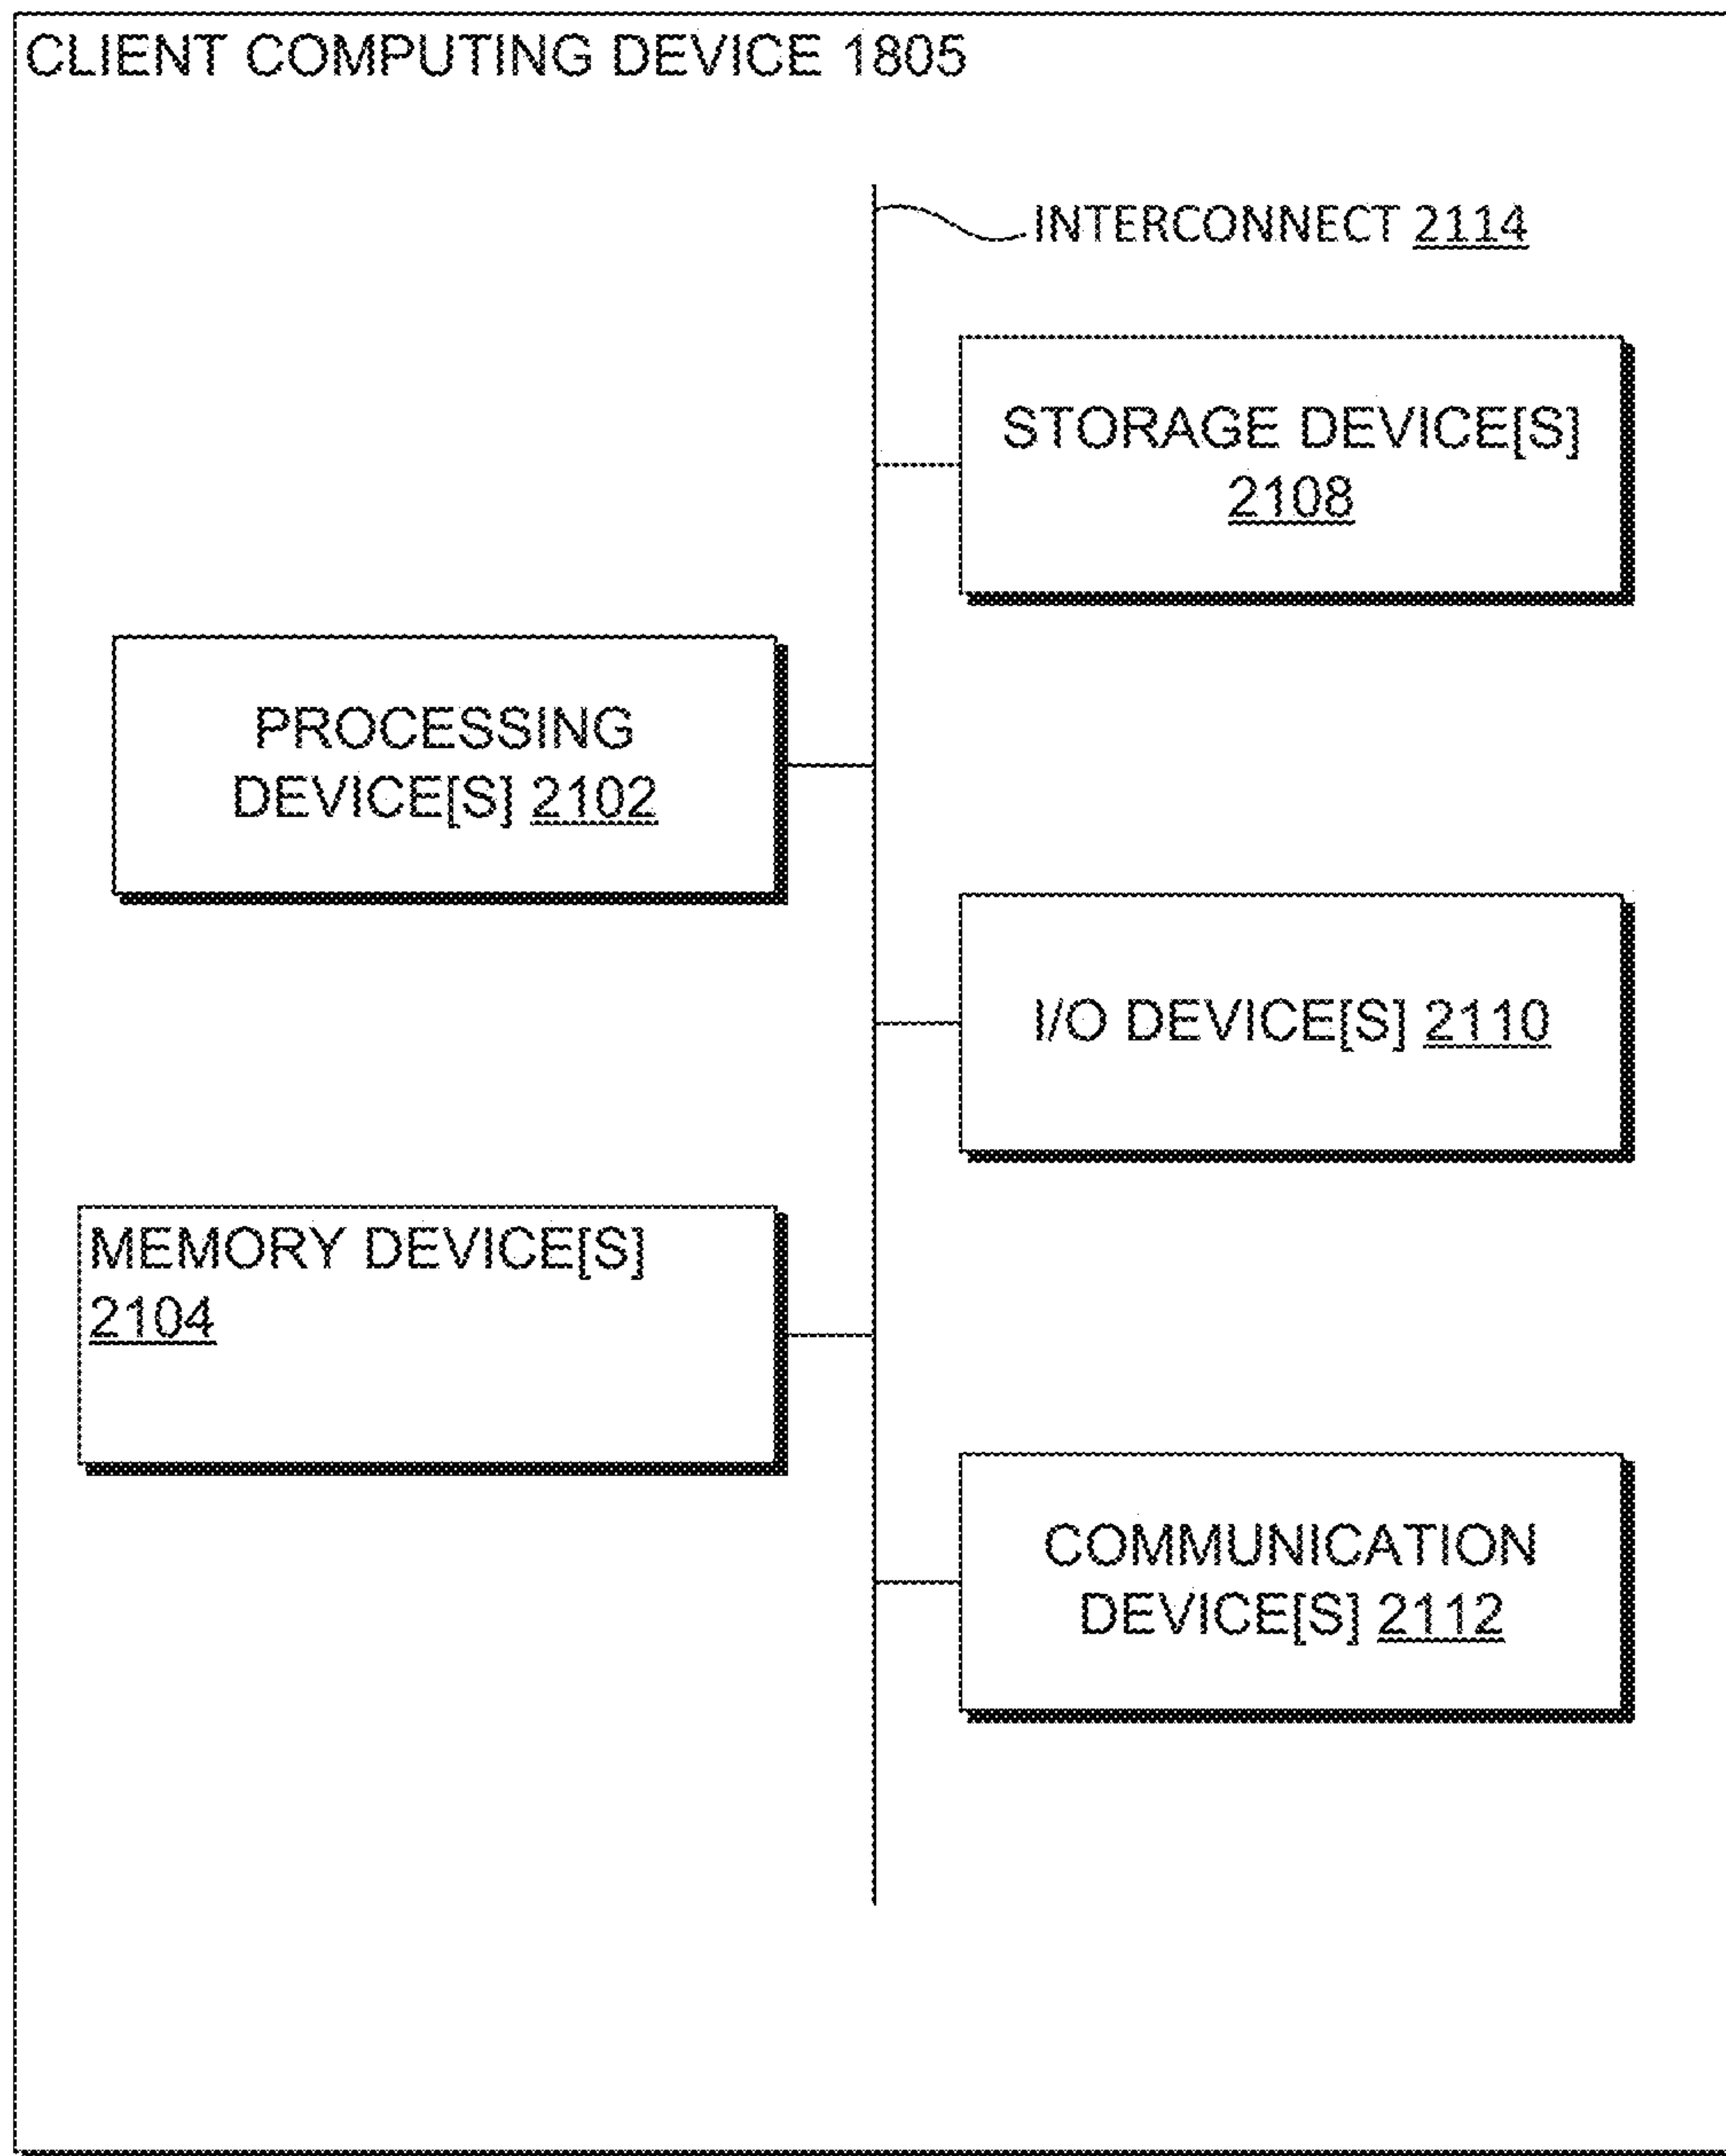 CLIENT COMPUTING DEVICE 1805
INTERCONNECT 2114
STORAGE DEVICE[S]
2108
PROCESSING
DEVICE[S] 2102
I/O DEVICE[S] 2110
MEMORY DEVICE[S]
2104
COMMUNICATION
DEVICE[S] 2112